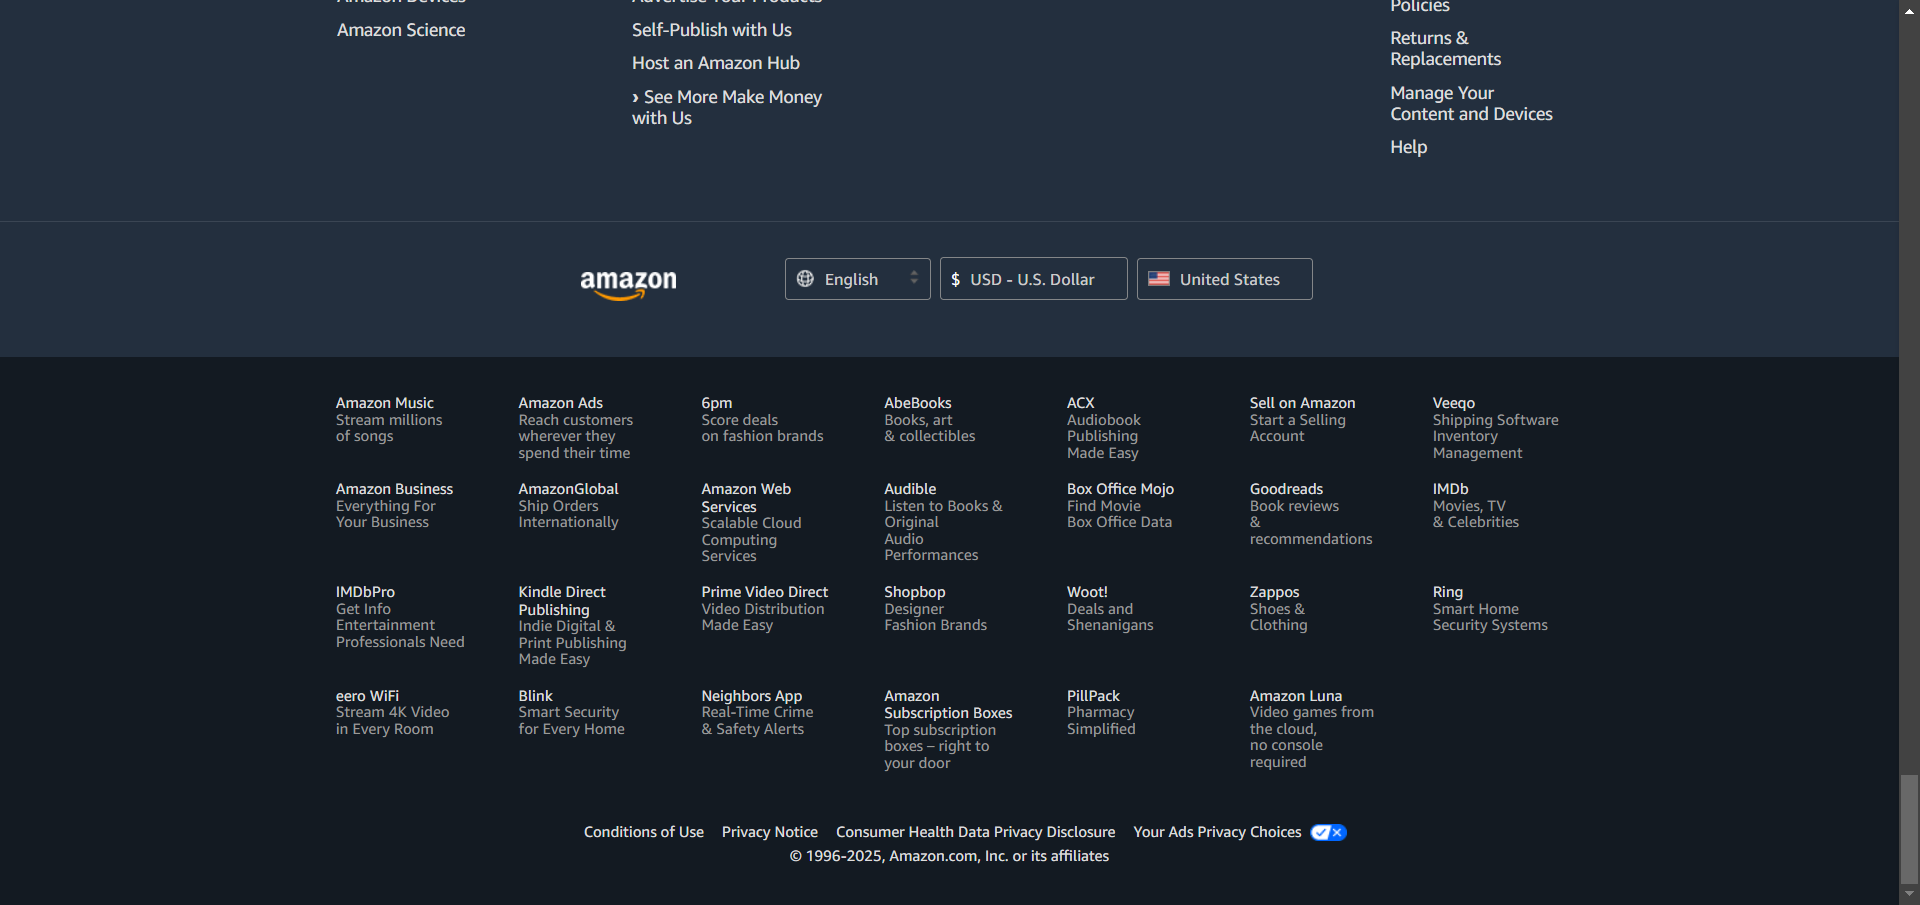 Amazon Devices
Amazon Science
Advertise Your Products
Self-Publish with Us
Host an Amazon Hub
› See More Make Money
with Us
Policies
Returns &
Replacements
Manage Your
Content and Devices
Help
amazon
English
$ USD - U.S. Dollar
United States
Amazon Music
Stream millions
of songs
Amazon Ads
Reach customers
wherever they
spend their time
6pm
Score deals
on fashion brands
AbeBooks
Books, art
& collectibles
ACX
Audiobook
Publishing
Made Easy
Sell on Amazon
Start a Selling
Account
Veeqo
Shipping Software
Inventory
Management
Amazon Business
Everything For
Your Business
AmazonGlobal
Ship Orders
Internationally
Amazon Web
Services
Scalable Cloud
Computing
Services
Audible
Listen to Books &
Original
Audio
Performances
Box Office Mojo
Find Movie
Box Office Data
Goodreads
Book reviews
&
recommendations
IMDb
Movies, TV
& Celebrities
IMDbPro
Get Info
Entertainment
Professionals Need
Kindle Direct
Publishing
Indie Digital &
Print Publishing
Made Easy
Prime Video Direct
Video Distribution
Made Easy
Shopbop
Designer
Fashion Brands
Woot!
Deals and
Shenanigans
Zappos
Shoes &
Clothing
Ring
Smart Home
Security Systems
eero WiFi
Stream 4K Video
in Every Room
Blink
Smart Security
for Every Home
Neighbors App
Real-Time Crime
& Safety Alerts
Amazon
Subscription Boxes
Top subscription
boxes – right to
your door
PillPack
Pharmacy
Simplified
Amazon Luna
Video games from
the cloud,
no console
required
Conditions of Use Privacy Notice Consumer Health Data Privacy Disclosure Your Ads Privacy Choices
© 1996-2025, Amazon.com, Inc. or its affiliates